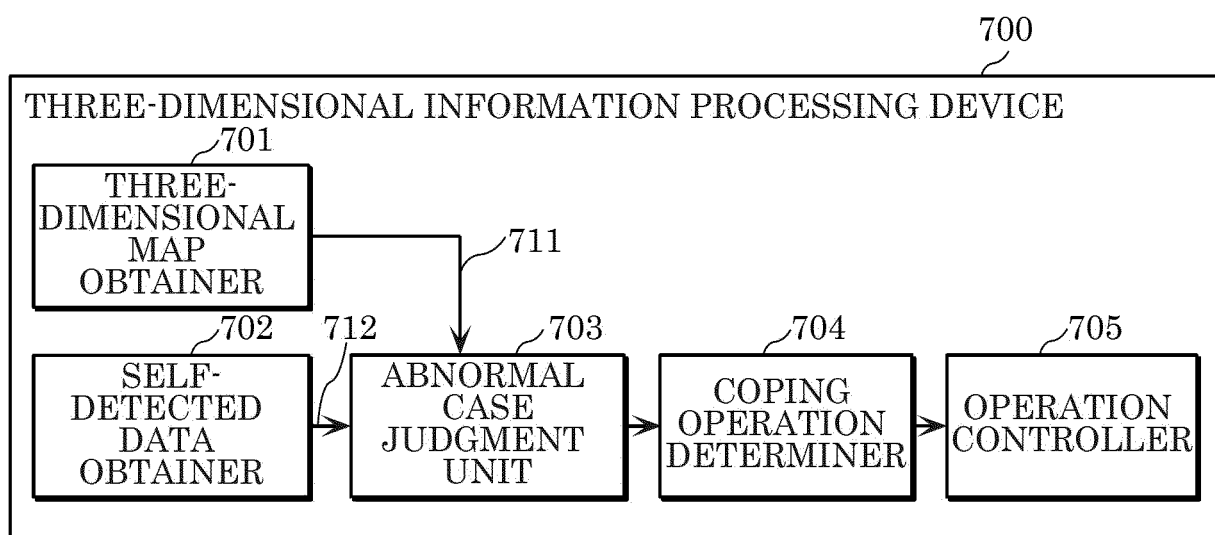 700
THREE-DIMENSIONAL INFORMATION PROCESSING DEVICE
701
THREE-
DIMENSIONAL
MAP
OBTAINER
711
702
SELF-
DETECTED
DATA
OBTAINER
712
703
ABNORMAL
CASE
JUDGMENT
UNIT
704
COPING
OPERATION
DETERMINER
705
OPERATION
CONTROLLER